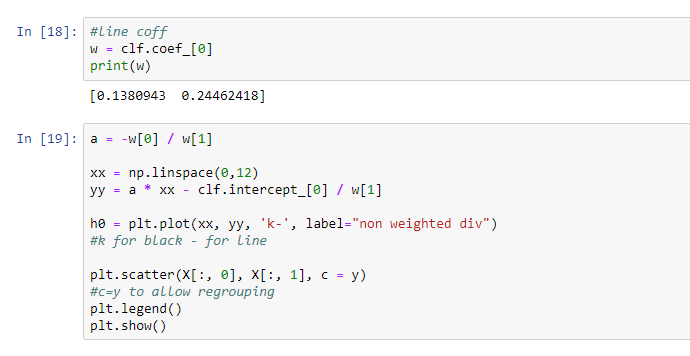 In [18]: #line coff
w = clf.coef_[0]
print(w)
[0.1380943  0.24462418]
In [19]: a = -w[0] / w[1]
xx = np.linspace(0,12)
yy = a * xx - clf.intercept_[0] / w[1]
h0 = plt.plot(xx, yy, 'k-', label="non weighted div")
#k for black - for line
plt.scatter(X[:, 0], X[:, 1], c = y)
#c=y to allow regrouping
plt.legend()
plt.show()